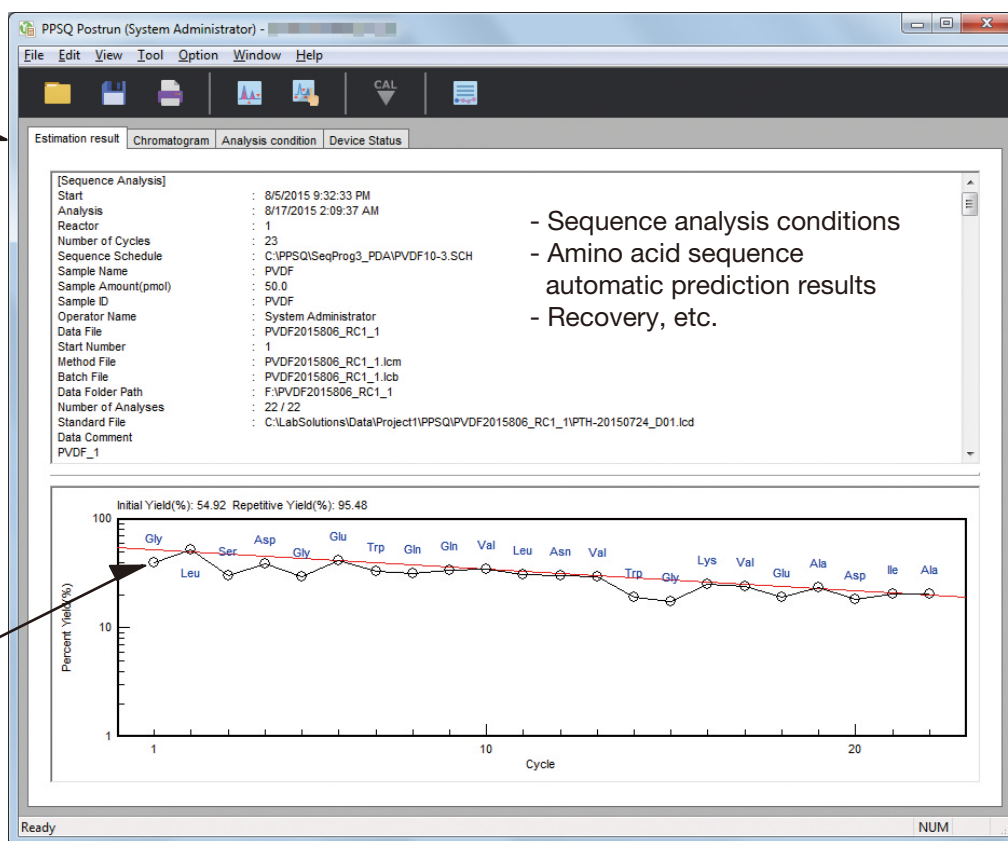 PPSQ Postrun (System Administrator) -
File Edit View Tool Option Window Help
CAL
Estimation result Chromatogram Analysis condition Device Status
[Sequence Analysis]
Start : 8/5/2015 9:32:33 PM
Analysis : 8/17/2015 2:09:37 AM
Reactor : 1
Number of Cycles : 23
Sequence Schedule : C:\PPSQ\SeqProg3_PDA\PVDF10-3.SCH
Sample Name : PVDF
Sample Amount(pmol) : 50.0
Sample ID : PVDF
Operator Name : System Administrator
Data File : PVDF2015806_RC1_1
Start Number : 1
Method File : PVDF2015806_RC1_1.lcm
Batch File : PVDF2015806_RC1_1.lcb
Data Folder Path : F:\PVDF2015806_RC1_1
Number of Analyses : 22 / 22
Standard File : C:\LabSolutions\Data\Project1\PPSQ\PVDF2015806_RC1_1\PTH-20150724_D01.lcd
Data Comment
PVDF_1
- Sequence analysis conditions
- Amino acid sequence
automatic prediction results
- Recovery, etc.
Initial Yield(%): 54.92 Repetitive Yield(%): 95.48
100
10
1
Percent Yield(%)
Gly Leu Ser Asp Gly Glu Trp Gln Gln Val Leu Asn Val Trp Gly Lys Val Glu Ala Asp Ile Ala
1 10 20
Cycle
Ready NUM